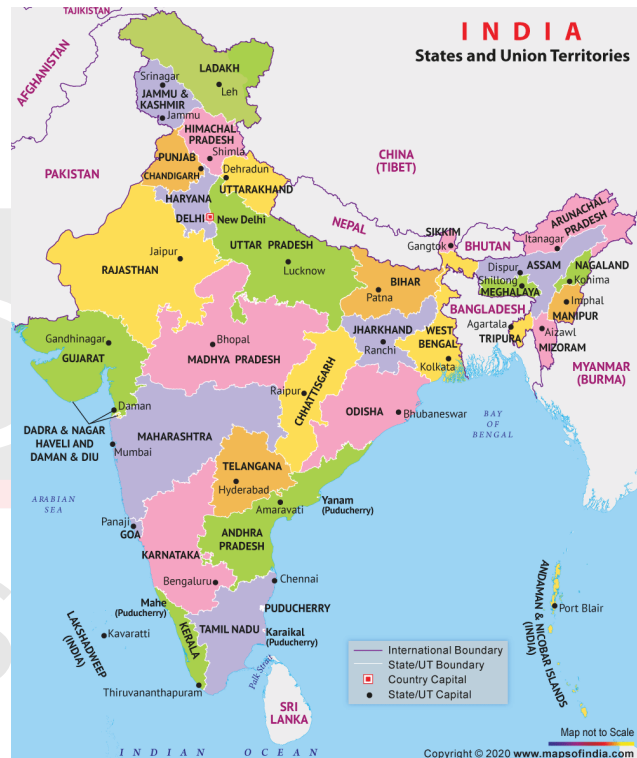 INDIA
States and Union Territories
TAJIKISTAN
AFGHANISTAN
PAKISTAN
CHINA
(TIBET)
NEPAL
BHUTAN
BANGLADESH
MYANMAR
(BURMA)
SRI
LANKA
LADAKH
Leh
Srinagar
JAMMU &
KASHMIR
Jammu
HIMACHAL
PRADESH
Shimla
PUNJAB
CHANDIGARH
Dehradun
UTTARAKHAND
HARYANA
DELHI
New Delhi
RAJASTHAN
Jaipur
UTTAR PRADESH
Lucknow
BIHAR
Patna
SIKKIM
Gangtok
ARUNACHAL
PRADESH
Itanagar
Dispur
ASSAM
NAGALAND
Kohima
Shillong
MEGHALAYA
Imphal
MANIPUR
Agartala
TRIPURA
Aizawl
MIZORAM
Gandhinagar
GUJARAT
Bhopal
MADHYA PRADESH
JHARKHAND
Ranchi
WEST
BENGAL
Kolkata
CHHATTISGARH
Raipur
ODISHA
Bhubaneswar
Daman
DADRA & NAGAR
HAVELI AND
DAMAN & DIU
MAHARASHTRA
Mumbai
TELANGANA
Hyderabad
Yanam
(Puducherry)
Amaravati
ANDHRA
PRADESH
Panaji
GOA
KARNATAKA
Bengaluru
Chennai
Mahe
(Puducherry)
PUDUCHERRY
TAMIL NADU
Karaikal
(Puducherry)
KERALA
Thiruvananthapuram
LAKSHADWEEP
(INDIA)
Kavaratti
ANDAMAN & NICOBAR ISLANDS
(INDIA)
Port Blair
ARABIAN
SEA
BAY
OF
BENGAL
Palk Strait
INDIAN OCEAN
International Boundary
State/UT Boundary
Country Capital
State/UT Capital
Map not to Scale
Copyright © 2020 www.mapsofindia.com